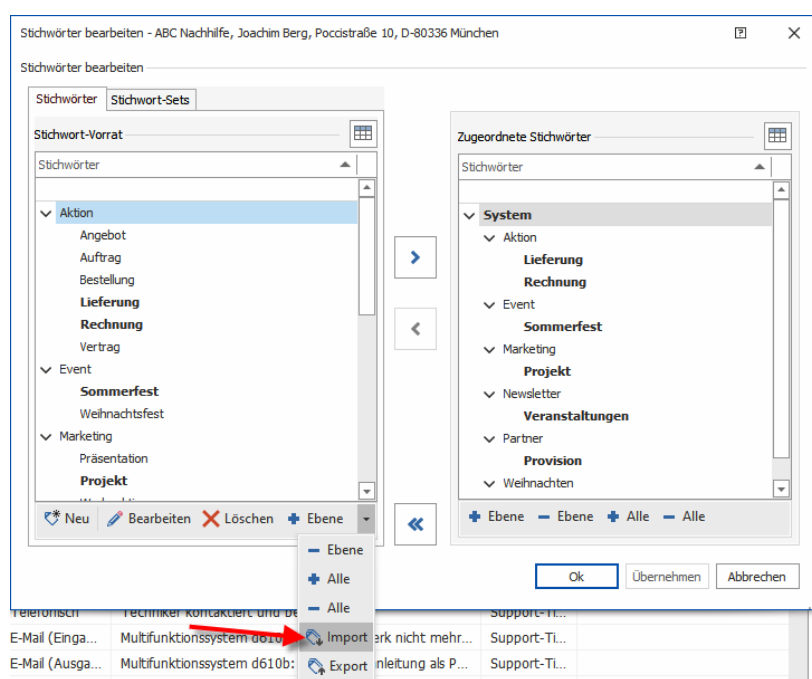 Stichwörter bearbeiten - ABC Nachhilfe, Joachim Berg, Poccistraße 10, D-80336 München
Stichwörter bearbeiten
Stichwörter Stichwort-Sets
Stichwort-Vorrat
Stichwörter
Aktion
Angebot
Auftrag
Bestellung
Lieferung
Rechnung
Vertrag
Event
Sommerfest
Weihnachtsfest
Marketing
Präsentation
Projekt
Neu Bearbeiten Löschen Ebene
Ebene
Alle
Alle
Import
Export
Zugeordnete Stichwörter
Stichwörter
System
Aktion
Lieferung
Rechnung
Event
Sommerfest
Marketing
Projekt
Newsletter
Veranstaltungen
Partner
Provision
Weihnachten
Ebene Ebene Alle Alle
Ok Übernehmen Abbrechen
Telefonisch Techniker kontaktiert und Support-Ti...
E-Mail (Einga... Multifunktionssystem d610 erk nicht mehr... Support-Ti...
E-Mail (Ausga... Multifunktionssystem d610b: nleitung als P... Support-Ti...